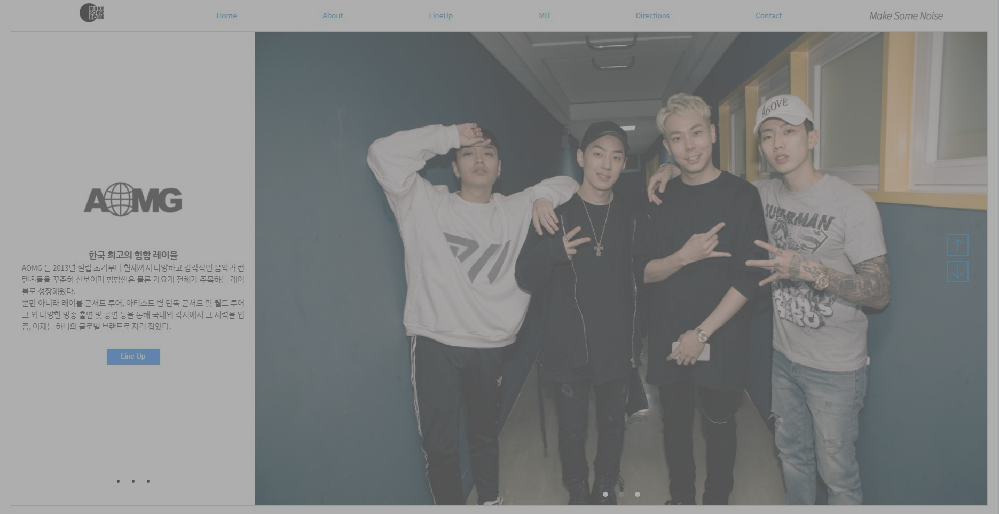 MAKE
SOME
NOISE
Home
About
LineUp
MD
Directions
Contact
Make Some Noise
AOMG
한국 최고의 힙합 레이블
AOMG 는 2013년 설립 초기부터 현재까지 다양하고 감각적인 음악과 컨
텐츠들을 꾸준히 선보이며 힙합씬은 물론 가요계 전체가 주목하는 레이
블로 성장해왔다.
뿐만 아니라 레이블 콘서트 투어, 아티스트 별 단독 콘서트 및 월드 투어
그 외 다양한 방송 출연 및 공연 등을 통해 국내외 각지에서 그 저력을 입
증, 이제는 하나의 글로벌 브랜드로 자리 잡았다.
Line Up
A6OVE
SUPERMAN
HERO